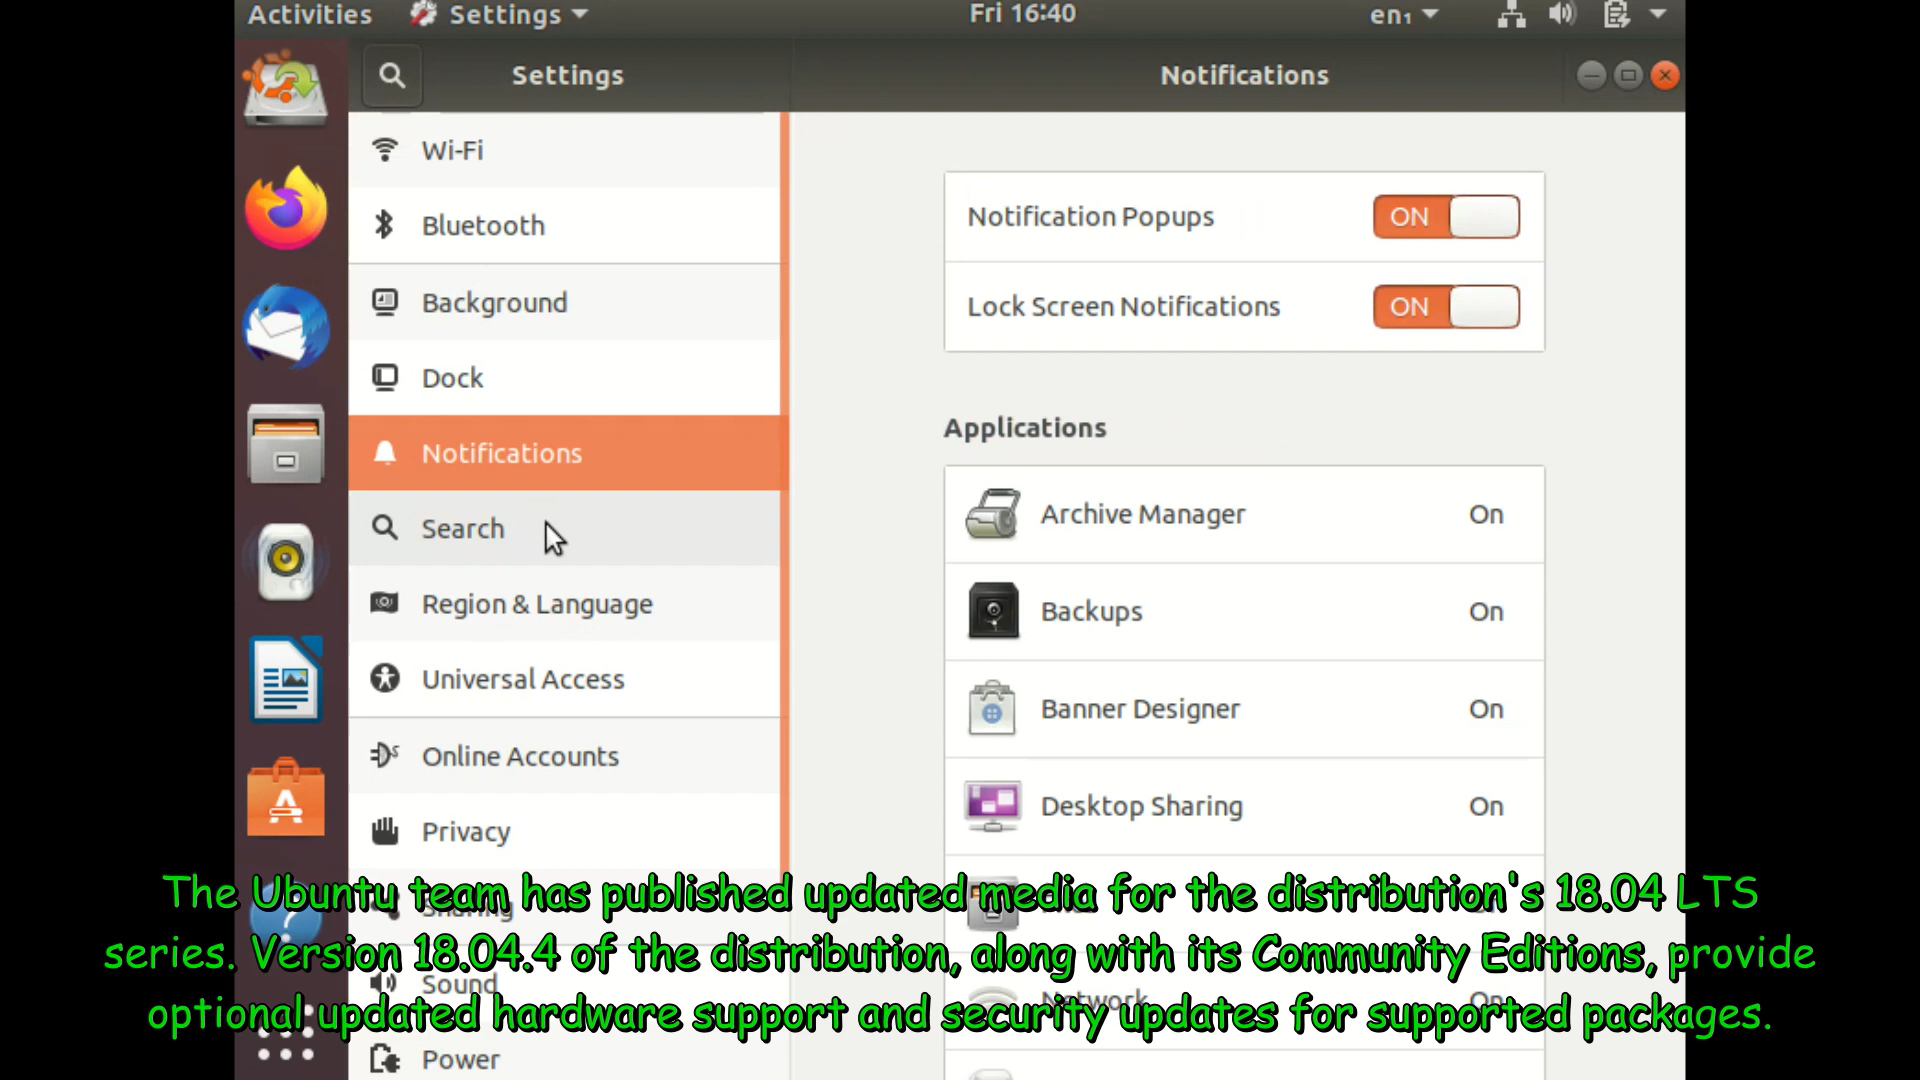 Activities Settings Fri 16:40 en₁
Settings Notifications
Wi-Fi
Bluetooth
Background
Dock
Notifications
Search
Region & Language
Universal Access
Online Accounts
Privacy
Sharing
Sound
Power
Notification Popups ON
Lock Screen Notifications ON
Applications
Archive Manager On
Backups On
Banner Designer On
Desktop Sharing On
Network On
The Ubuntu team has published updated media for the distribution's 18.04 LTS
series. Version 18.04.4 of the distribution, along with its Community Editions, provide
optional updated hardware support and security updates for supported packages.